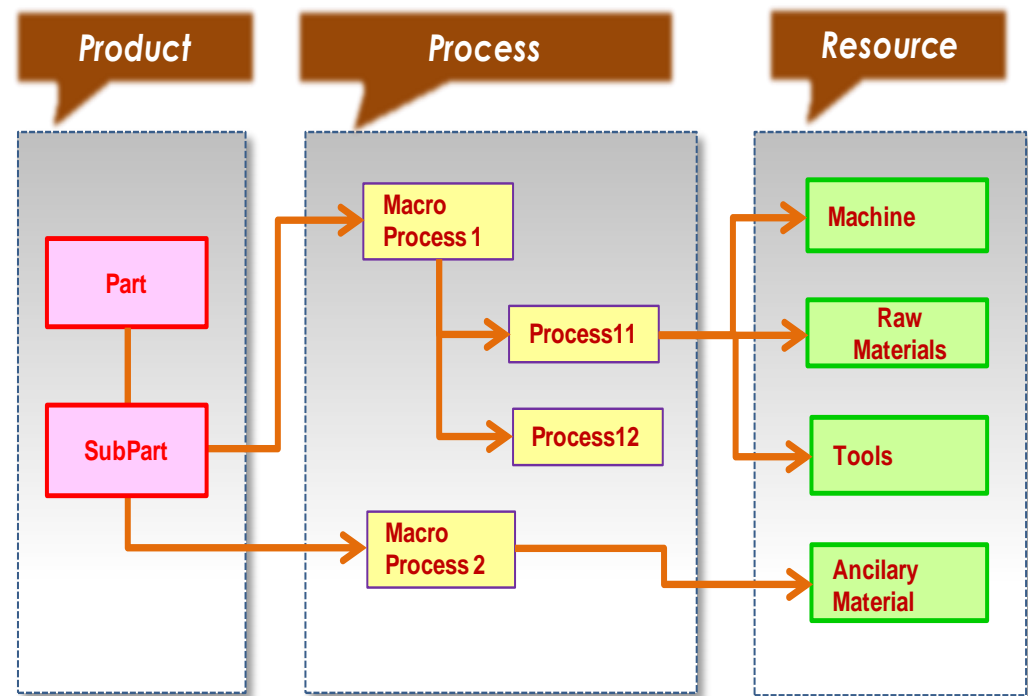 Product
Process
Resource
Part
SubPart
Macro
Process 1
Process11
Process12
Macro
Process 2
Machine
Raw
Materials
Tools
Ancilary
Material